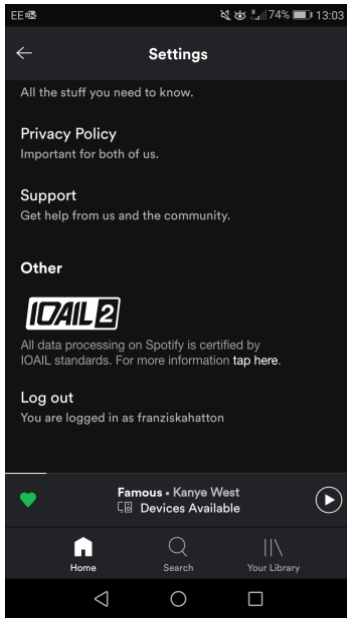 EE
74% 13:03
Settings
All the stuff you need to know.
Privacy Policy
Important for both of us.
Support
Get help from us and the community.
Other
IOAIL 2
All data processing on Spotify is certified by
IOAIL standards. For more information tap here.
Log out
You are logged in as franziskahatton
Famous • Kanye West
Devices Available
Home
Search
Your Library